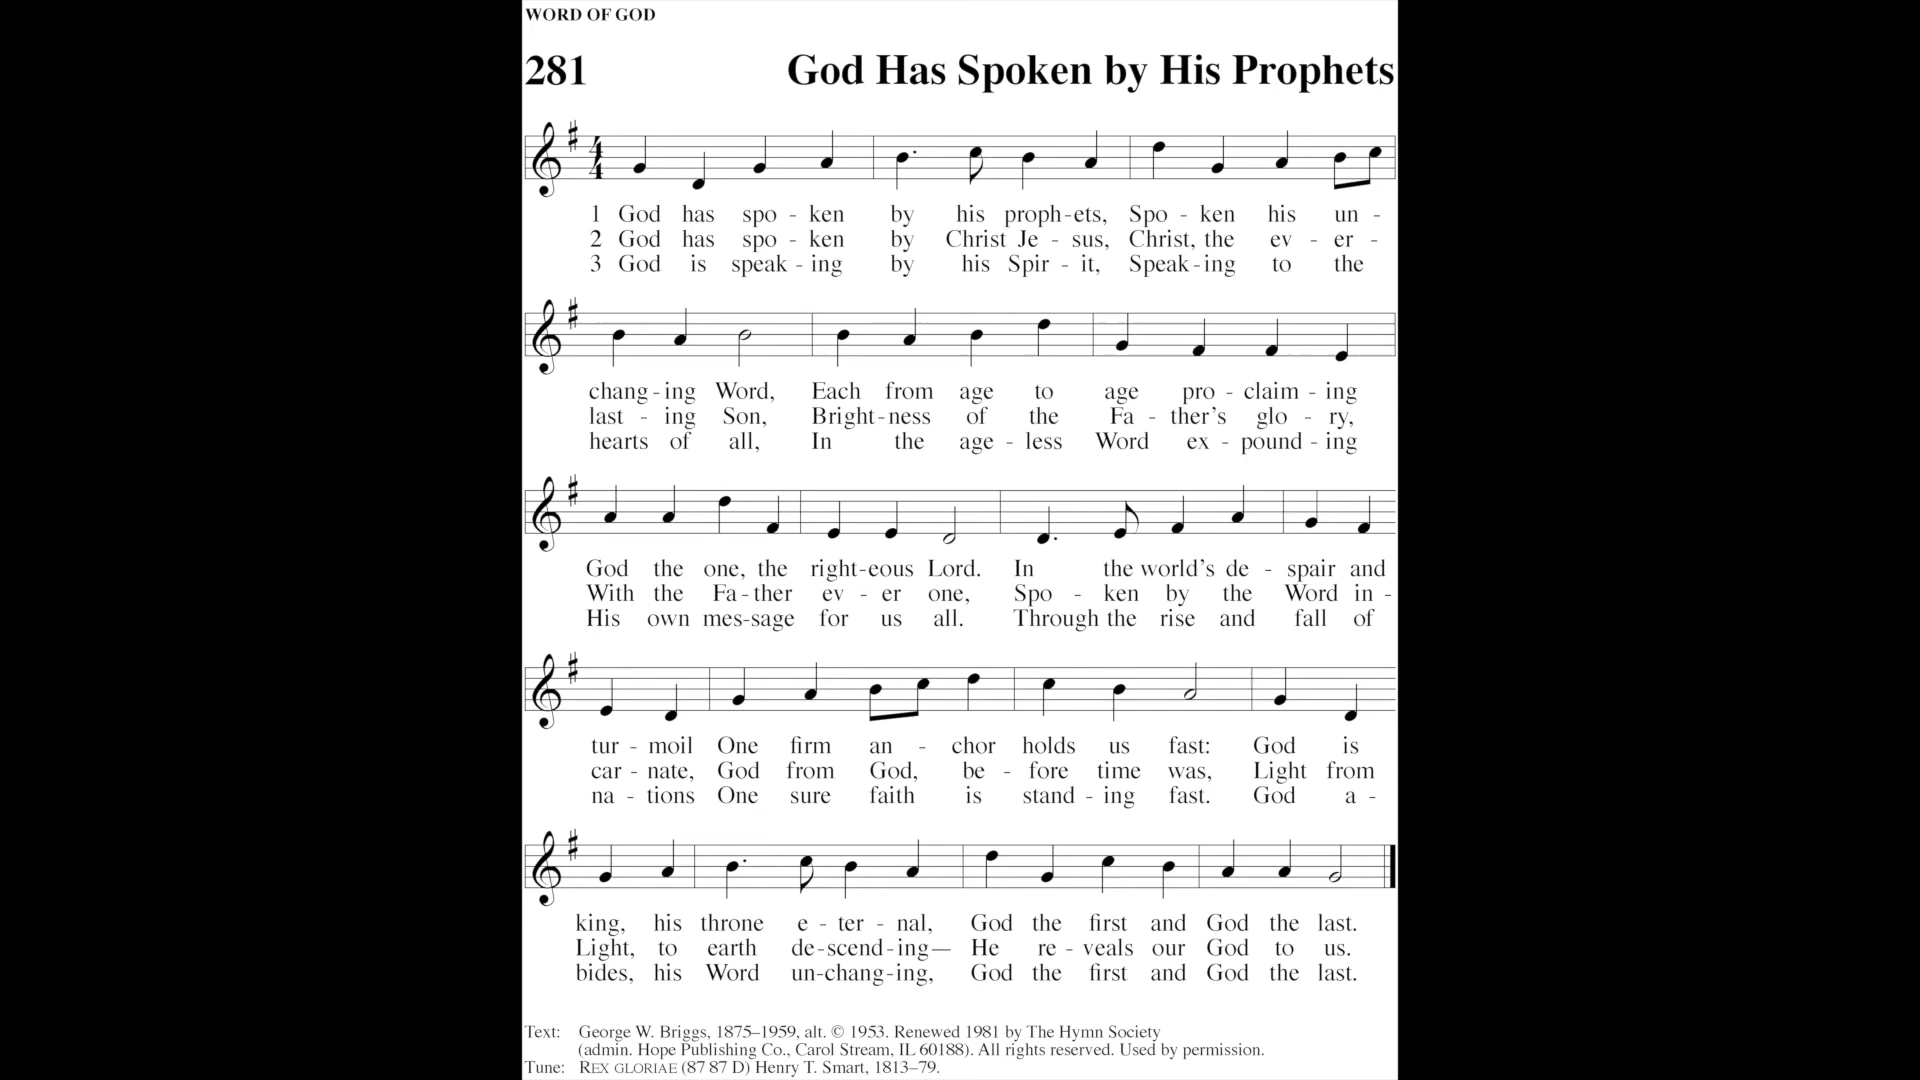 WORD OF GOD
281 God Has Spoken by His Prophets
1 God has spo - ken by his proph-ets, Spo - ken his un -
2 God has spo - ken by Christ Je - sus, Christ, the ev - er -
3 God is speak - ing by his Spir - it, Speak-ing to the
chang - ing Word, Each from age to age pro - claim - ing
last - ing Son, Bright-ness of the Fa - ther's glo - ry,
hearts of all, In the age - less Word ex - pound - ing
God the one, the right-eous Lord. In the world's de - spair and
With the Fa - ther ev - er one, Spo - ken by the Word in -
His own mes-sage for us all. Through the rise and fall of
tur - moil One firm an - chor holds us fast: God is
car - nate, God from God, be - fore time was, Light from
na - tions One sure faith is stand - ing fast. God a -
king, his throne e - ter - nal, God the first and God the last.
Light, to earth de-scend-ing— He re - veals our God to us.
bides, his Word un-chang-ing, God the first and God the last.
Text: George W. Briggs, 1875–1959, alt. © 1953. Renewed 1981 by The Hymn Society
(admin. Hope Publishing Co., Carol Stream, IL 60188). All rights reserved. Used by permission.
Tune: REX GLORIAE (87 87 D) Henry T. Smart, 1813–79.